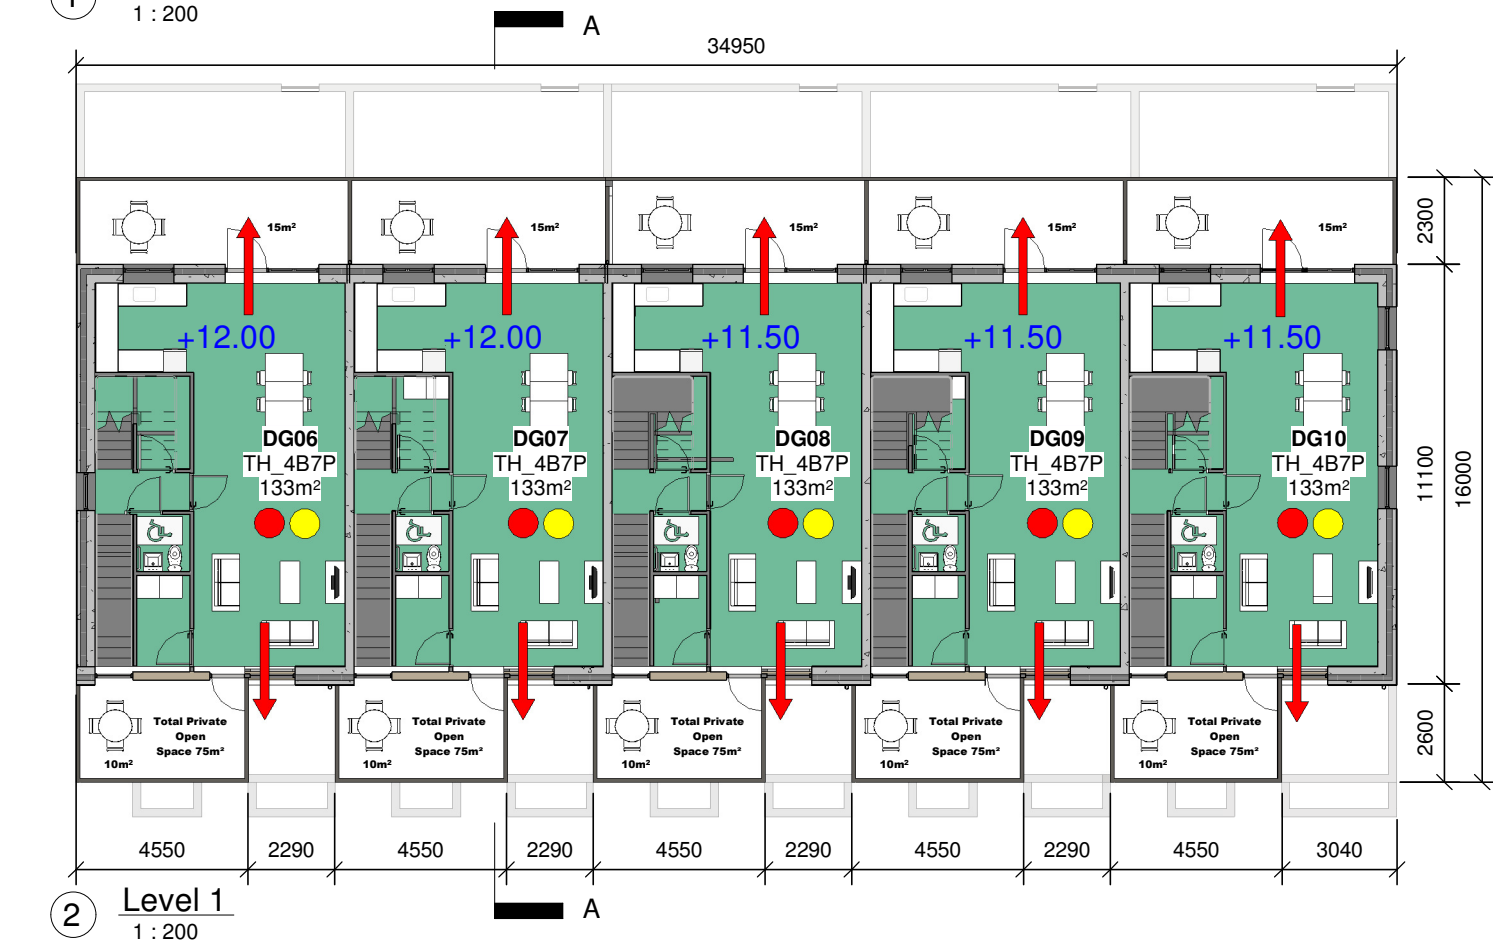 1
1 : 200
A
34950
15m²
15m²
15m²
15m²
15m²
2300
+12.00
+12.00
+11.50
+11.50
+11.50
DG06
TH_4B7P
133m²
DG07
TH_4B7P
133m²
DG08
TH_4B7P
133m²
DG09
TH_4B7P
133m²
DG10
TH_4B7P
133m²
11100
16000
Total Private
Open
Space 75m²
10m²
Total Private
Open
Space 75m²
10m²
Total Private
Open
Space 75m²
10m²
Total Private
Open
Space 75m²
10m²
Total Private
Open
Space 75m²
10m²
2600
4550
2290
4550
2290
4550
2290
4550
2290
4550
3040
2
Level 1
1 : 200
A